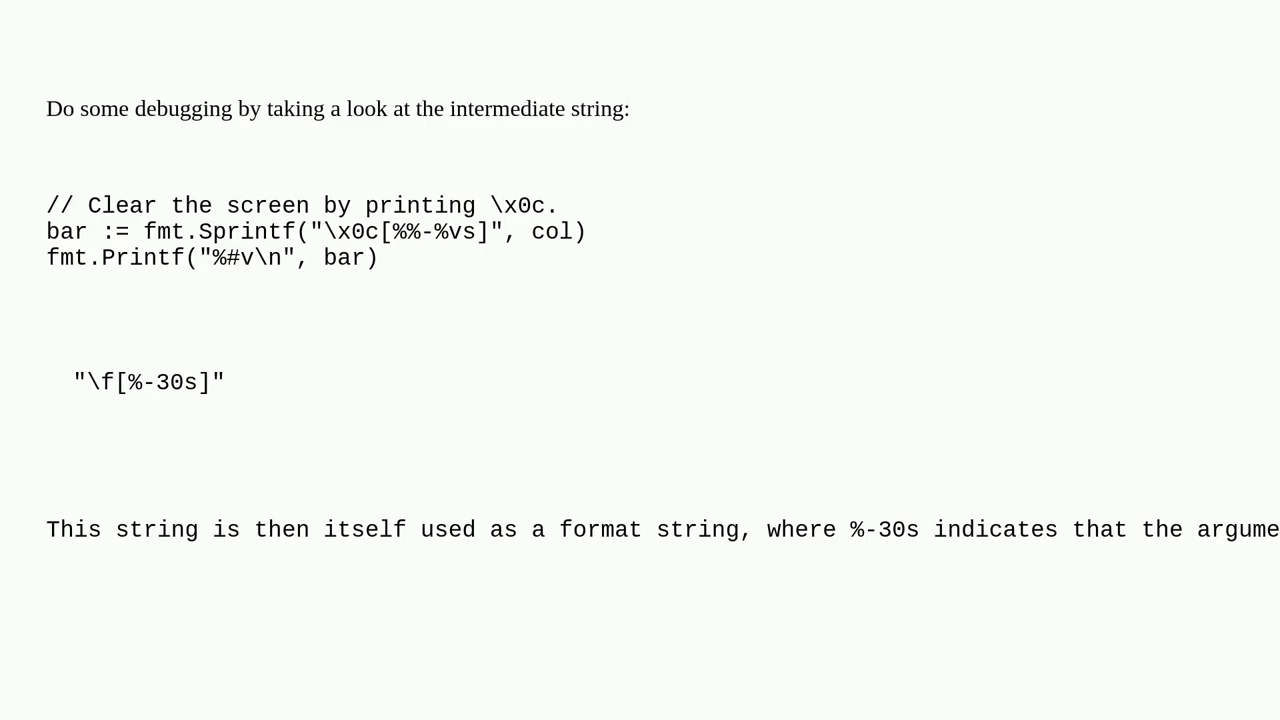 Do some debugging by taking a look at the intermediate string:
// Clear the screen by printing \x0c.
bar := fmt.Sprintf("\x0c[%%-%vs]", col)
fmt.Printf("%#v\n", bar)
"\f[%-30s]"
This string is then itself used as a format string, where %-30s indicates that the argume